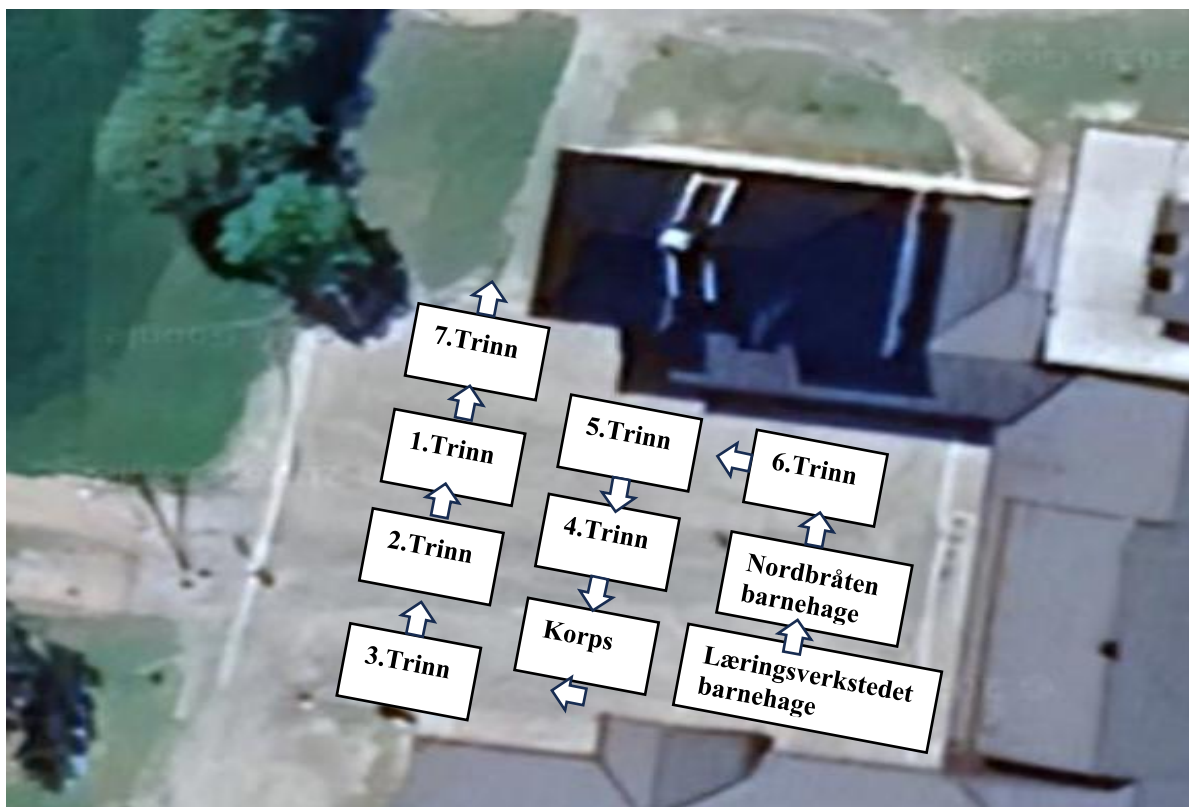 7.Trinn
1.Trinn
2.Trinn
3.Trinn
5.Trinn
4.Trinn
Korps
6.Trinn
Nordbråten
barnehage
Læringsverkstedet
barnehage